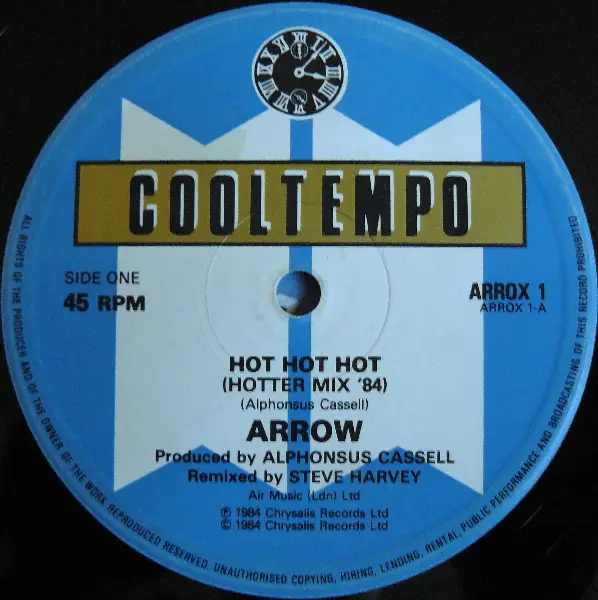 COOLTEMPO
SIDE ONE
45 RPM
ARROX 1
ARROX 1-A
HOT HOT HOT
(HOTTER MIX '84)
(Alphonsus Cassell)
ARROW
Produced by ALPHONSUS CASSELL
Remixed by STEVE HARVEY
Air Music (Ldn) Ltd
℗ 1984 Chrysalis Records Ltd
© 1984 Chrysalis Records Ltd
ALL RIGHTS OF THE PRODUCER AND OF THE OWNER OF THE WORK REPRODUCED RESERVED. UNAUTHORISED COPYING, HIRING, LENDING, RENTAL, PUBLIC PERFORMANCE AND BROADCASTING OF THIS RECORD PROHIBITED